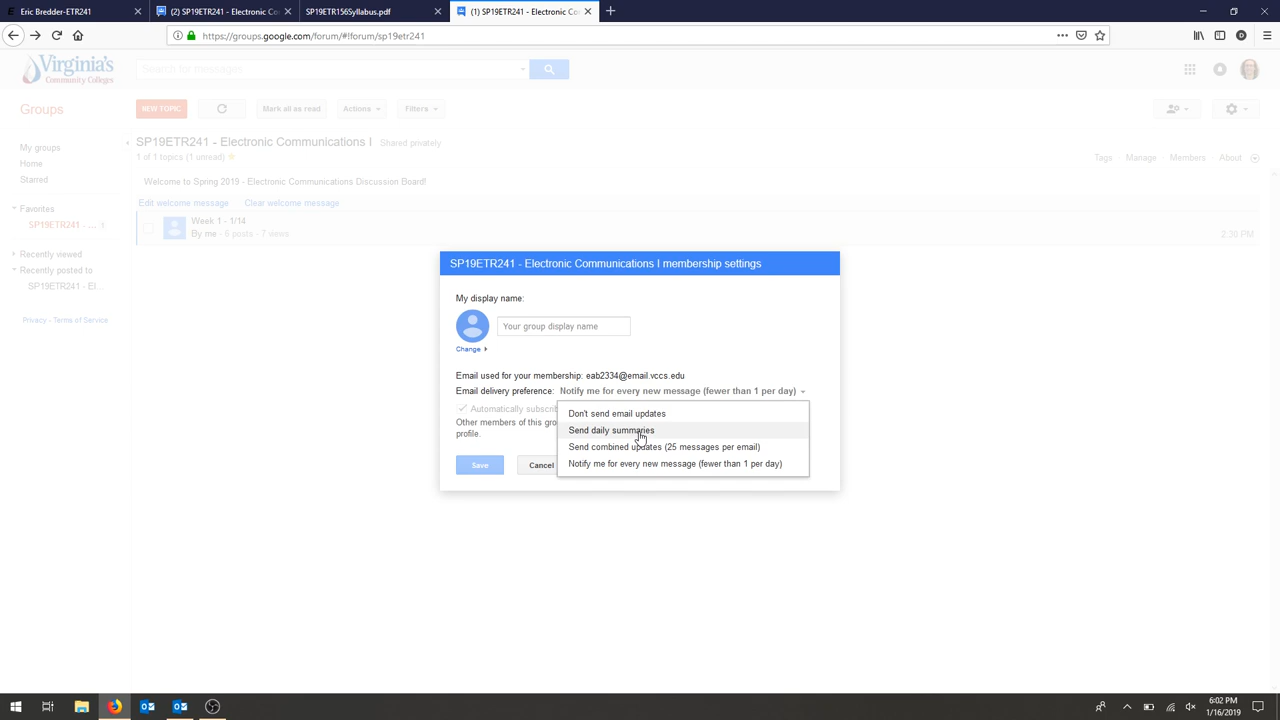 Eric Bredder-ETR241
(2) SP19ETR241 - Electronic Con
SP19ETR156Syllabus.pdf
(1) SP19ETR241 - Electronic Co
https://groups.google.com/forum/#!forum/sp19etr241
Virginia's
Community Colleges
Search for messages
Groups
NEW TOPIC
Mark all as read
Actions
Filters
My groups
Home
Starred
Favorites
SP19ETR241 - ...
Recently viewed
Recently posted to
SP19ETR241 - El...
Privacy - Terms of Service
SP19ETR241 - Electronic Communications I Shared privately
1 of 1 topics (1 unread)
Tags Manage Members About
Welcome to Spring 2019 - Electronic Communications Discussion Board!
Edit welcome message Clear welcome message
Week 1 - 1/14
By me - 6 posts - 7 views
2:30 PM
SP19ETR241 - Electronic Communications I membership settings
My display name:
Your group display name
Change
Email used for your membership: eab2334@email.vccs.edu
Email delivery preference: Notify me for every new message (fewer than 1 per day)
Automatically subscrib
Other members of this gro
profile.
Don't send email updates
Send daily summaries
Send combined updates (25 messages per email)
Notify me for every new message (fewer than 1 per day)
Save
Cancel
6:02 PM
1/16/2019